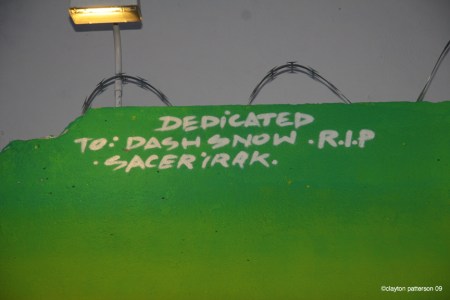 DEDICATED
TO: DASH SNOW .R.I.P
.SACER IRAK.
©clayton patterson 09